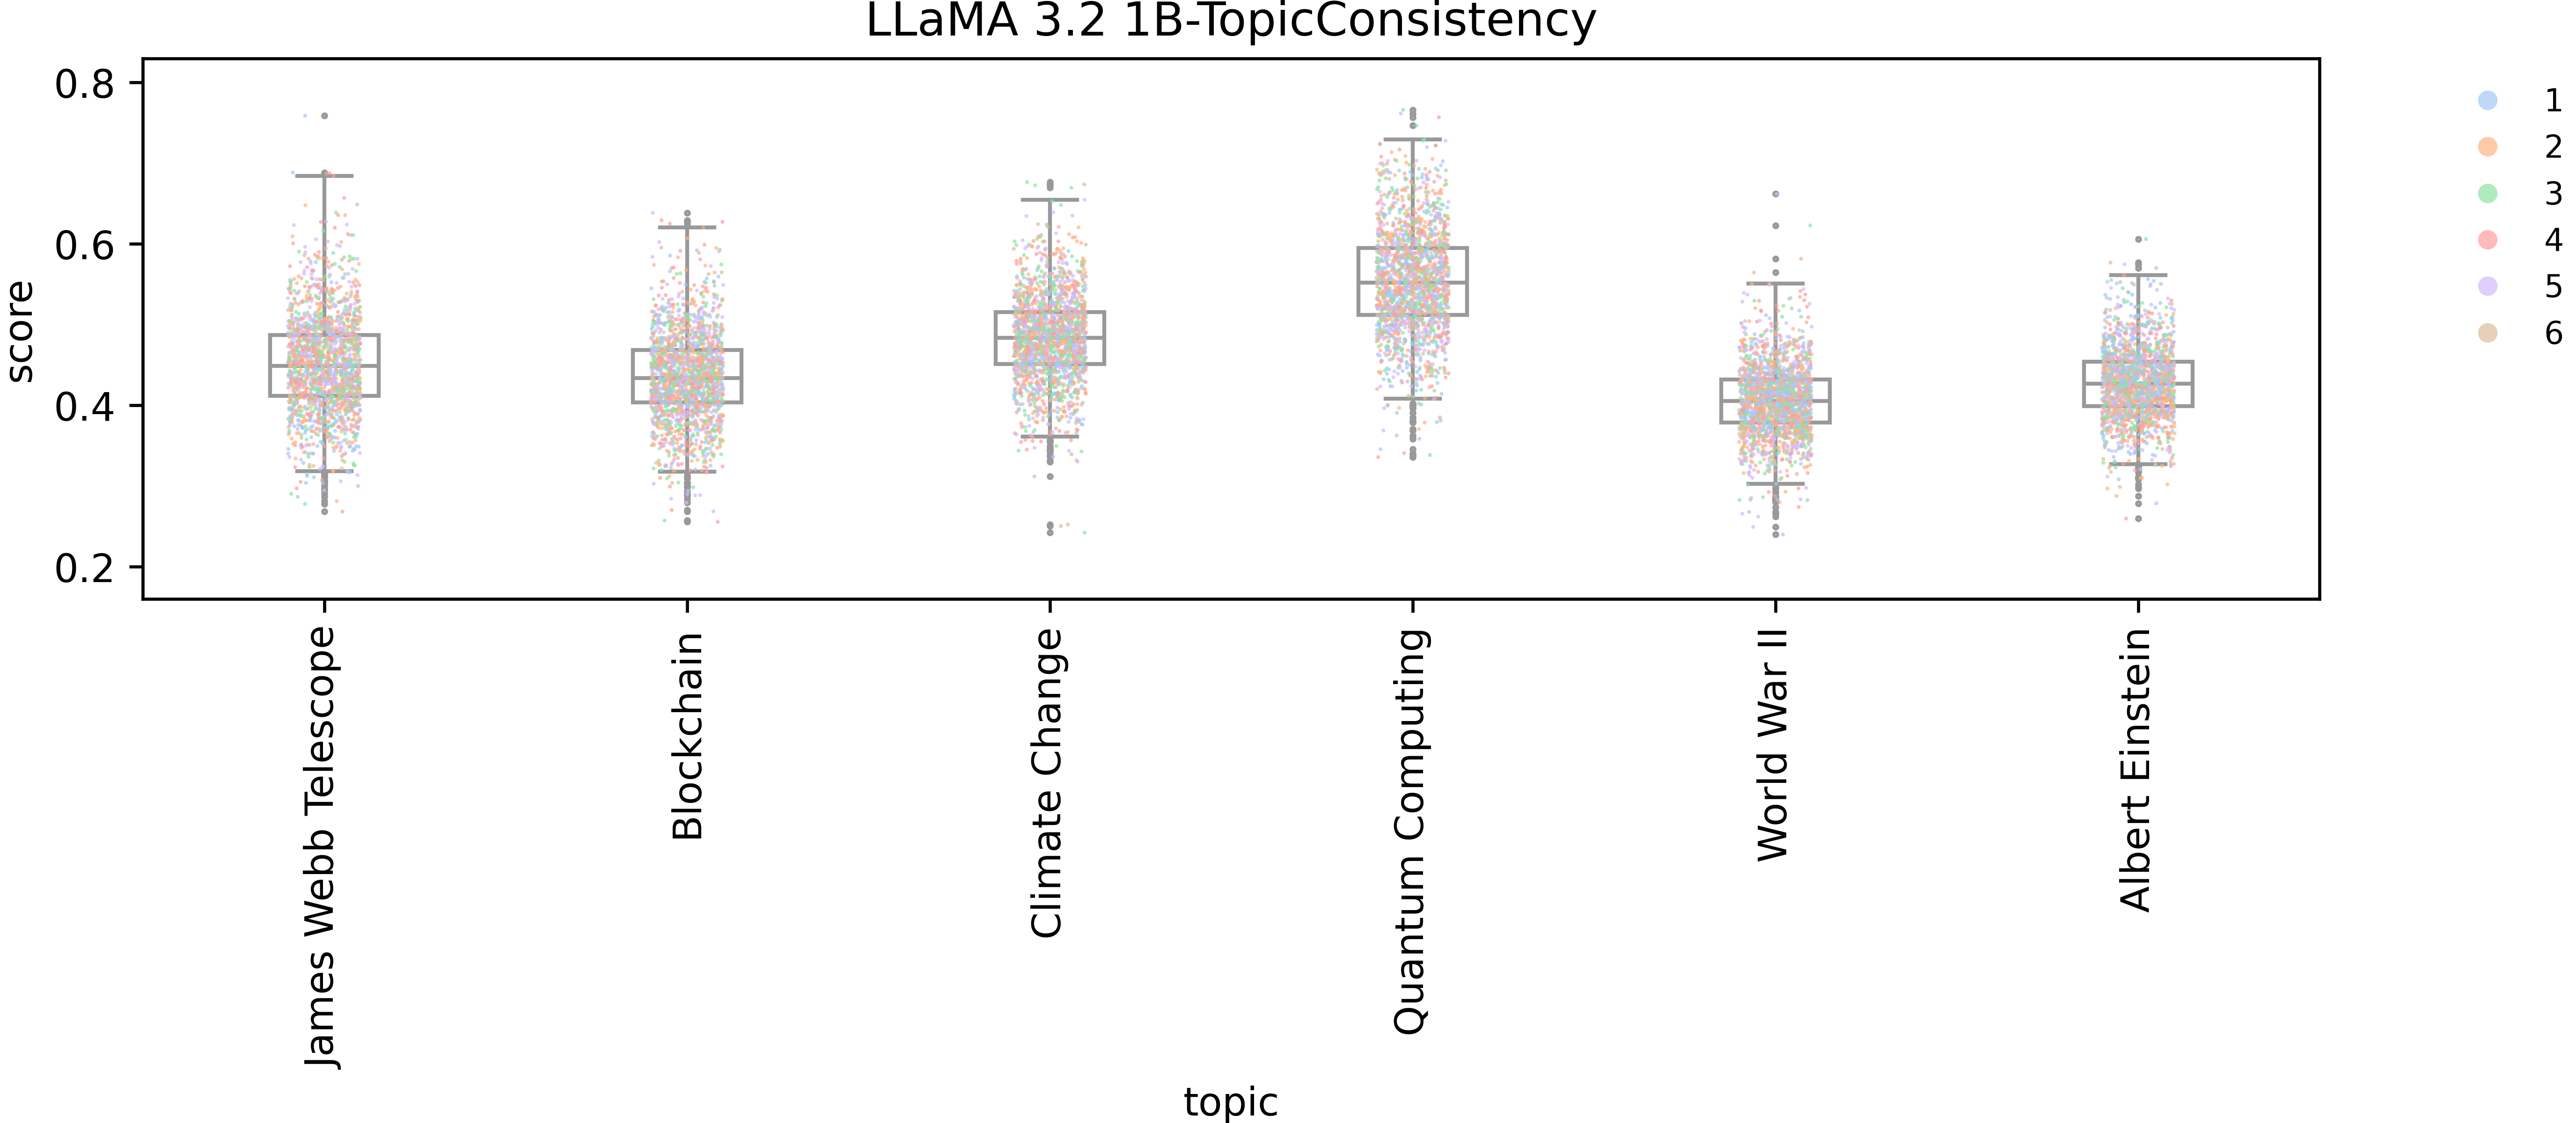 LLaMA 3.2 1B-TopicConsistency
score
0.8
0.6
0.4
0.2
1
2
3
4
5
6
James Webb Telescope
Blockchain
Climate Change
Quantum Computing
World War II
Albert Einstein
topic